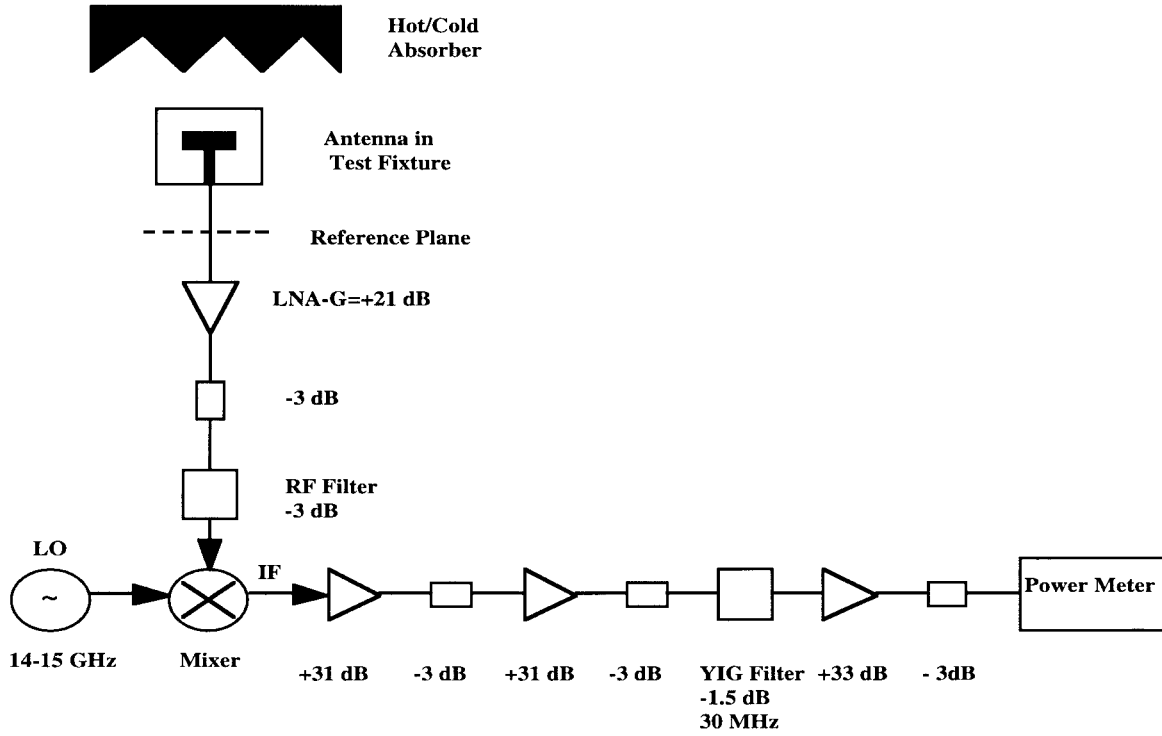 Hot/Cold
Absorber
Antenna in
Test Fixture
Reference Plane
LNA-G=+21 dB
-3 dB
RF Filter
-3 dB
LO
IF
~
Power Meter
14-15 GHz
Mixer
+31 dB
-3 dB
+31 dB
-3 dB
YIG Filter
-1.5 dB
30 MHz
+33 dB
- 3dB